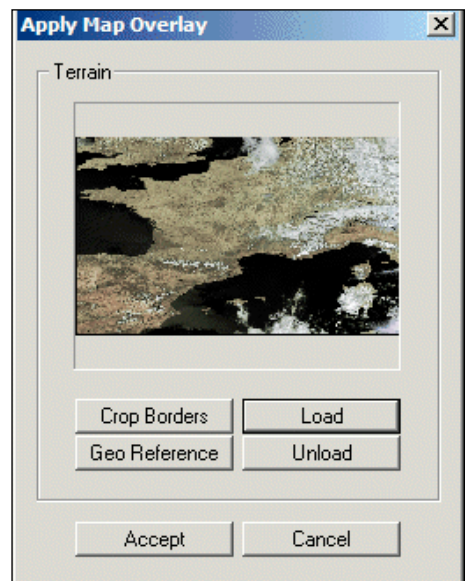 Apply Map Overlay
Terrain
Crop Borders
Load
Geo Reference
Unload
Accept
Cancel